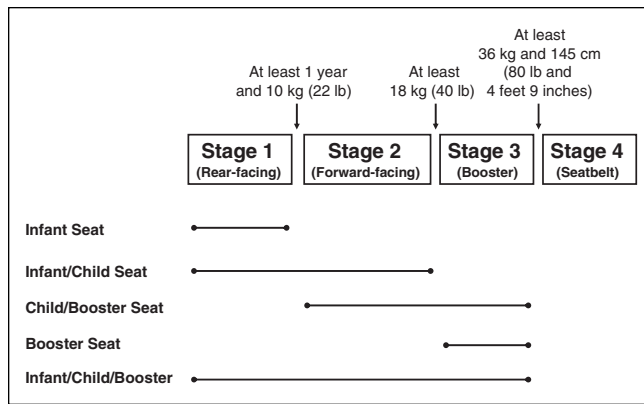 At least
36 kg and 145 cm
(80 lb and
4 feet 9 inches)
At least 1 year
and 10 kg (22 lb)
At least
18 kg (40 lb)
Stage 1
(Rear-facing)
Stage 2
(Forward-facing)
Stage 3
(Booster)
Stage 4
(Seatbelt)
Infant Seat
Infant/Child Seat
Child/Booster Seat
Booster Seat
Infant/Child/Booster